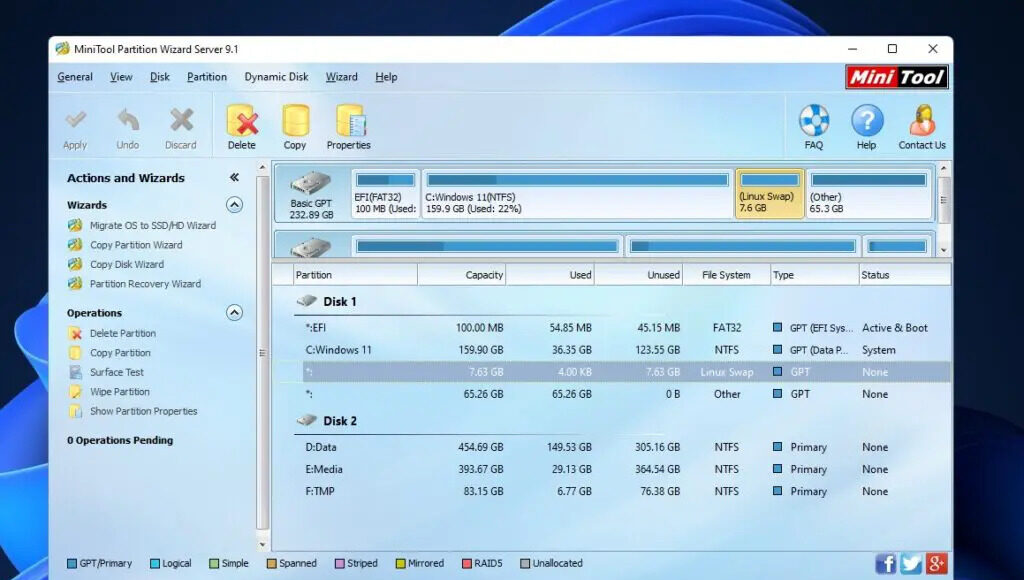 MiniTool Partition Wizard Server 9.1
General View Disk Partition Dynamic Disk Wizard Help
Mini Tool
Apply Undo Discard Delete Copy Properties FAQ Help Contact Us
Actions and Wizards
Wizards
Migrate OS to SSD/HD Wizard
Copy Partition Wizard
Copy Disk Wizard
Partition Recovery Wizard
Operations
Delete Partition
Copy Partition
Surface Test
Wipe Partition
Show Partition Properties
0 Operations Pending
Basic GPT
232.89 GB
EFI(FAT32)
100 MB (Used:
C:Windows 11(NTFS)
159.9 GB (Used: 22%)
(Linux Swap)
7.6 GB
(Other)
65.3 GB
Partition Capacity Used Unused File System Type Status
Disk 1
*:EFI 100.00 MB 54.85 MB 45.15 MB FAT32 GPT (EFI Sys... Active & Boot
C:Windows 11 159.90 GB 36.35 GB 123.55 GB NTFS GPT (Data P... System
*: 7.63 GB 4.00 KB 7.63 GB Linux Swap GPT None
*: 65.26 GB 65.26 GB 0 B Other GPT None
Disk 2
D:Data 454.69 GB 149.53 GB 305.16 GB NTFS Primary None
E:Media 393.67 GB 29.13 GB 364.54 GB NTFS Primary None
F:TMP 83.15 GB 6.77 GB 76.38 GB NTFS Primary None
GPT/Primary Logical Simple Spanned Striped Mirrored RAID5 Unallocated